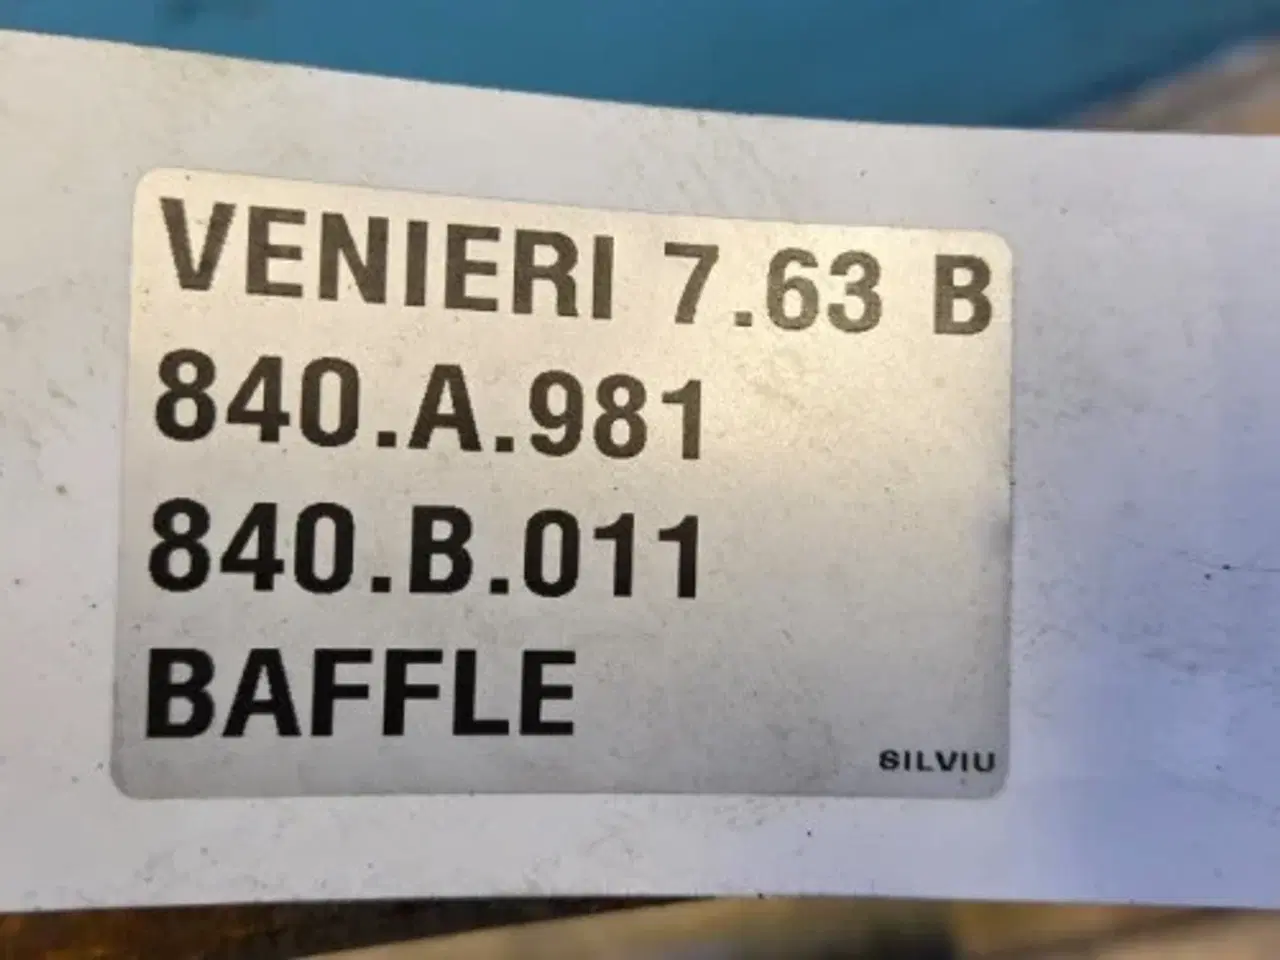 VENIERI 7.63 B
840.A.981
840.B.011
BAFFLE
SILVIU